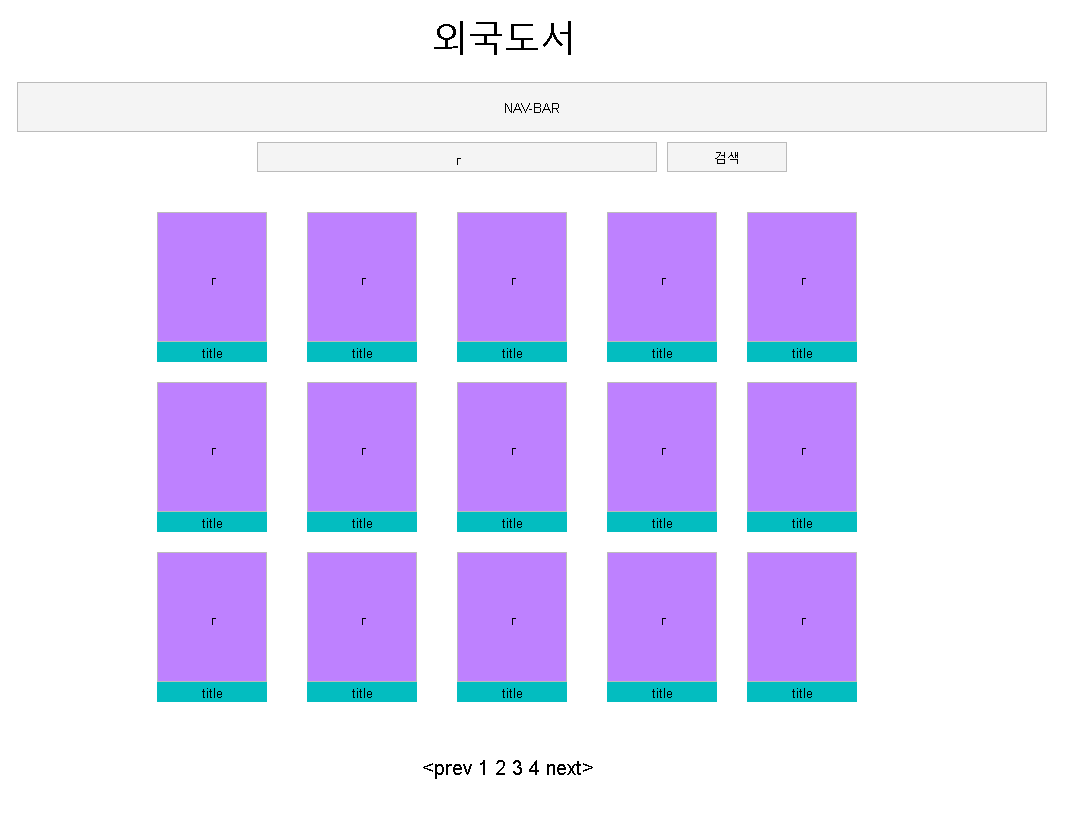 외국도서
NAV-BAR
┌ 검색
┌ ┌ ┌ ┌ ┌
title title title title title
┌ ┌ ┌ ┌ ┌
title title title title title
┌ ┌ ┌ ┌ ┌
title title title title title
<prev 1 2 3 4 next>